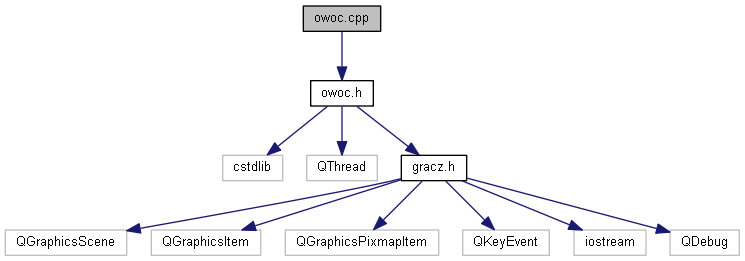 owoc.cpp
owoc.h
cstdlib
QThread
gracz.h
QGraphicsScene
QGraphicsItem
QGraphicsPixmapItem
QKeyEvent
iostream
QDebug